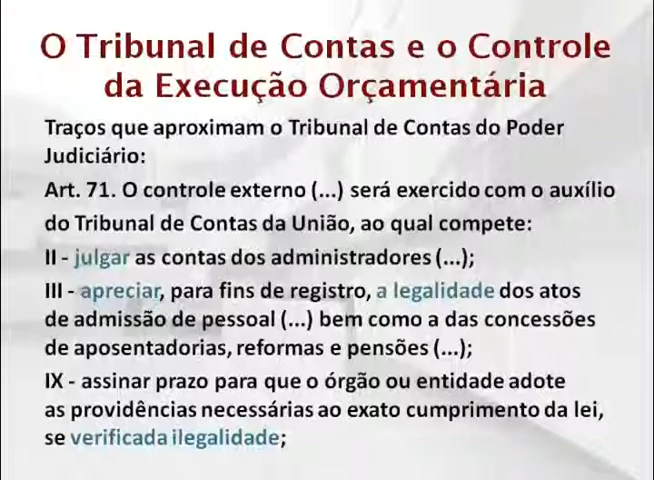 O Tribunal de Contas e o Controle
da Execução Orçamentária
Traços que aproximam o Tribunal de Contas do Poder
Judiciário:
Art. 71. O controle externo (...) será exercido com o auxílio
do Tribunal de Contas da União, ao qual compete:
II - julgar as contas dos administradores (...);
III - apreciar, para fins de registro, a legalidade dos atos
de admissão de pessoal (...) bem como a das concessões
de aposentadorias, reformas e pensões (...);
IX - assinar prazo para que o órgão ou entidade adote
as providências necessárias ao exato cumprimento da lei,
se verificada ilegalidade;